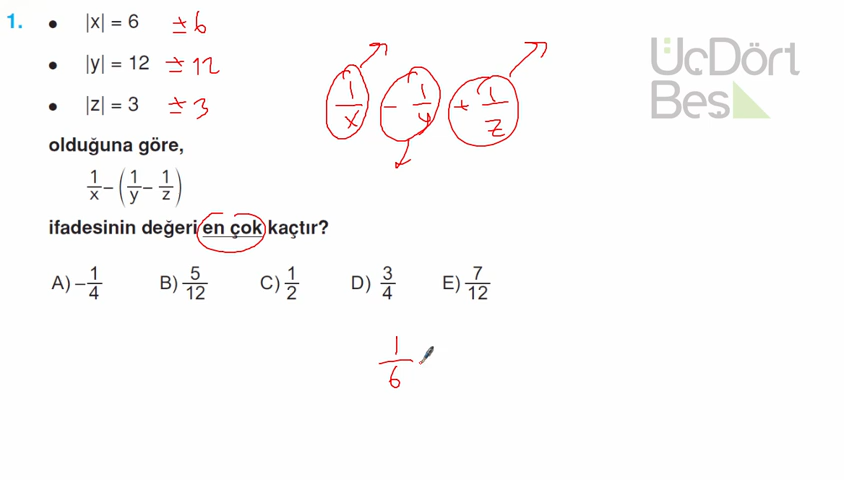 1. • |x| = 6 ±6
• |y| = 12 ±12
• |z| = 3 ±3
1/x - 1/y + 1/z
ÜçDört
Beş
olduğuna göre,
1/x – (1/y – 1/z)
ifadesinin değeri en çok kaçtır?
A) –1/4 B) 5/12 C) 1/2 D) 3/4 E) 7/12
1/6